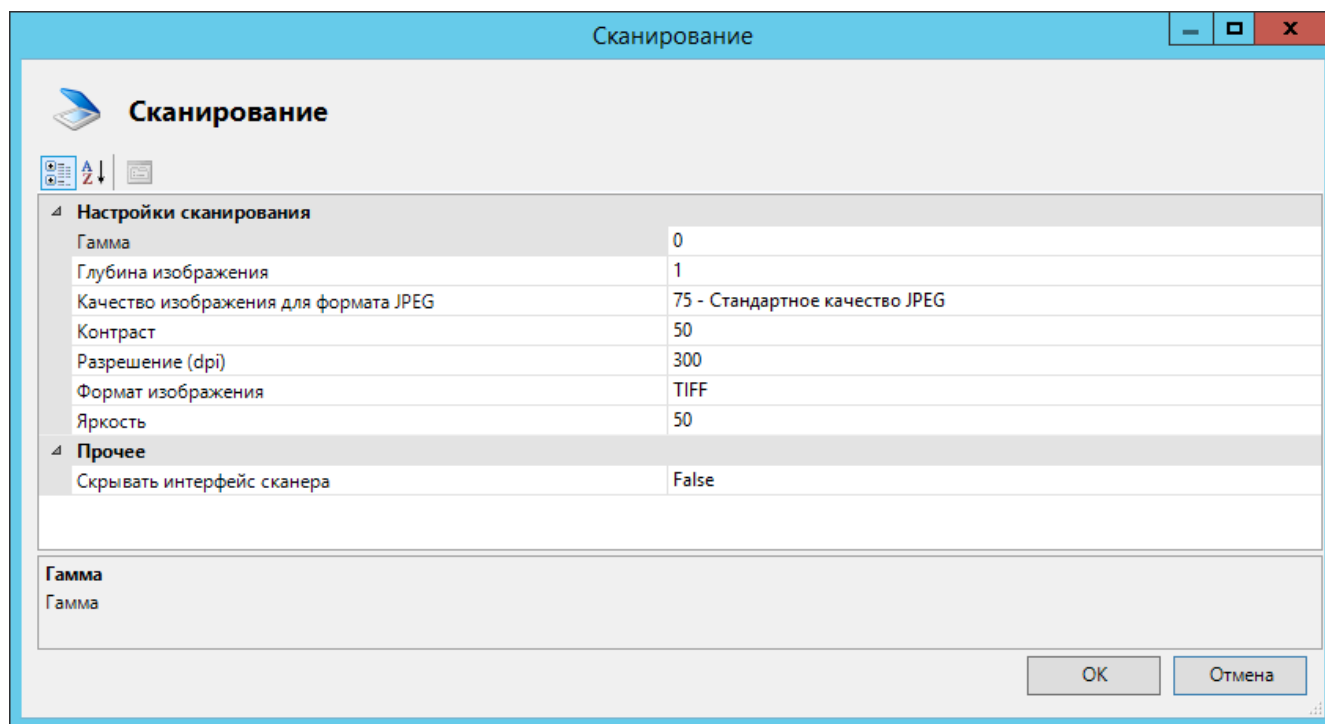 Сканирование
Сканирование
Настройки сканирования
Гамма 0
Глубина изображения 1
Качество изображения для формата JPEG 75 - Стандартное качество JPEG
Контраст 50
Разрешение (dpi) 300
Формат изображения TIFF
Яркость 50
Прочее
Скрывать интерфейс сканера False
Гамма
Гамма
OK Отмена